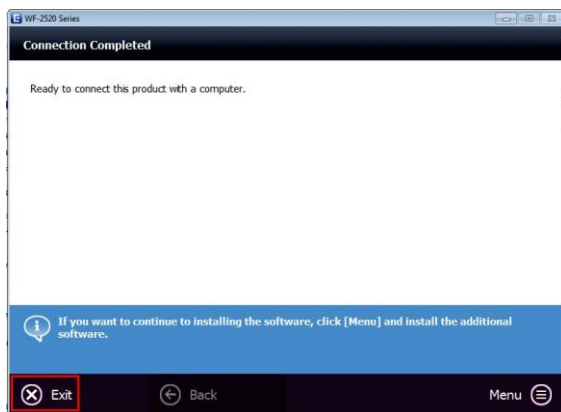 WF-2520 Series
Connection Completed
Ready to connect this product with a computer.
If you want to continue to installing the software, click [Menu] and install the additional
software.
Exit
Back
Menu